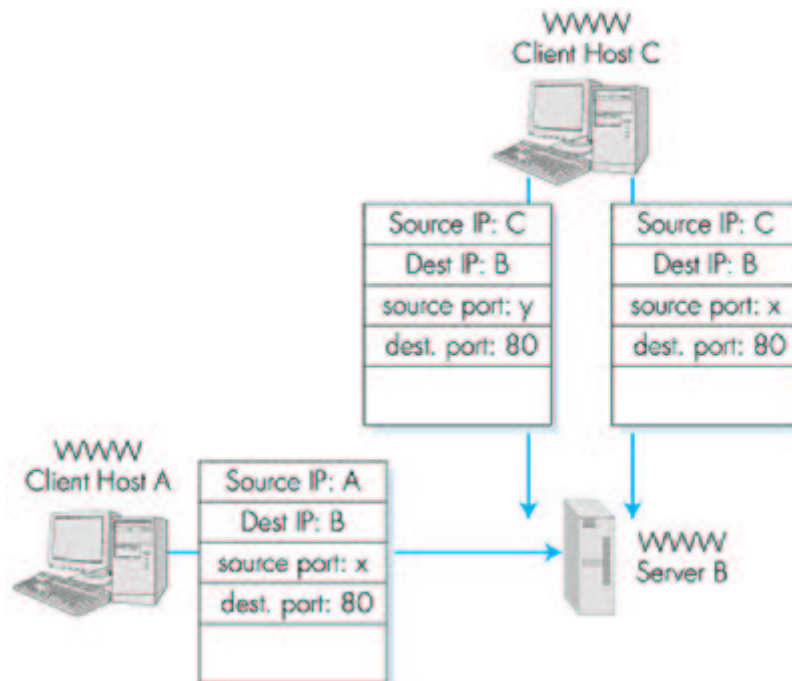 WWW
Client Host C
Source IP: C
Dest IP: B
source port: y
dest. port: 80
Source IP: C
Dest IP: B
source port: x
dest. port: 80
WWW
Client Host A
Source IP: A
Dest IP: B
source port: x
dest. port: 80
WWW
Server B